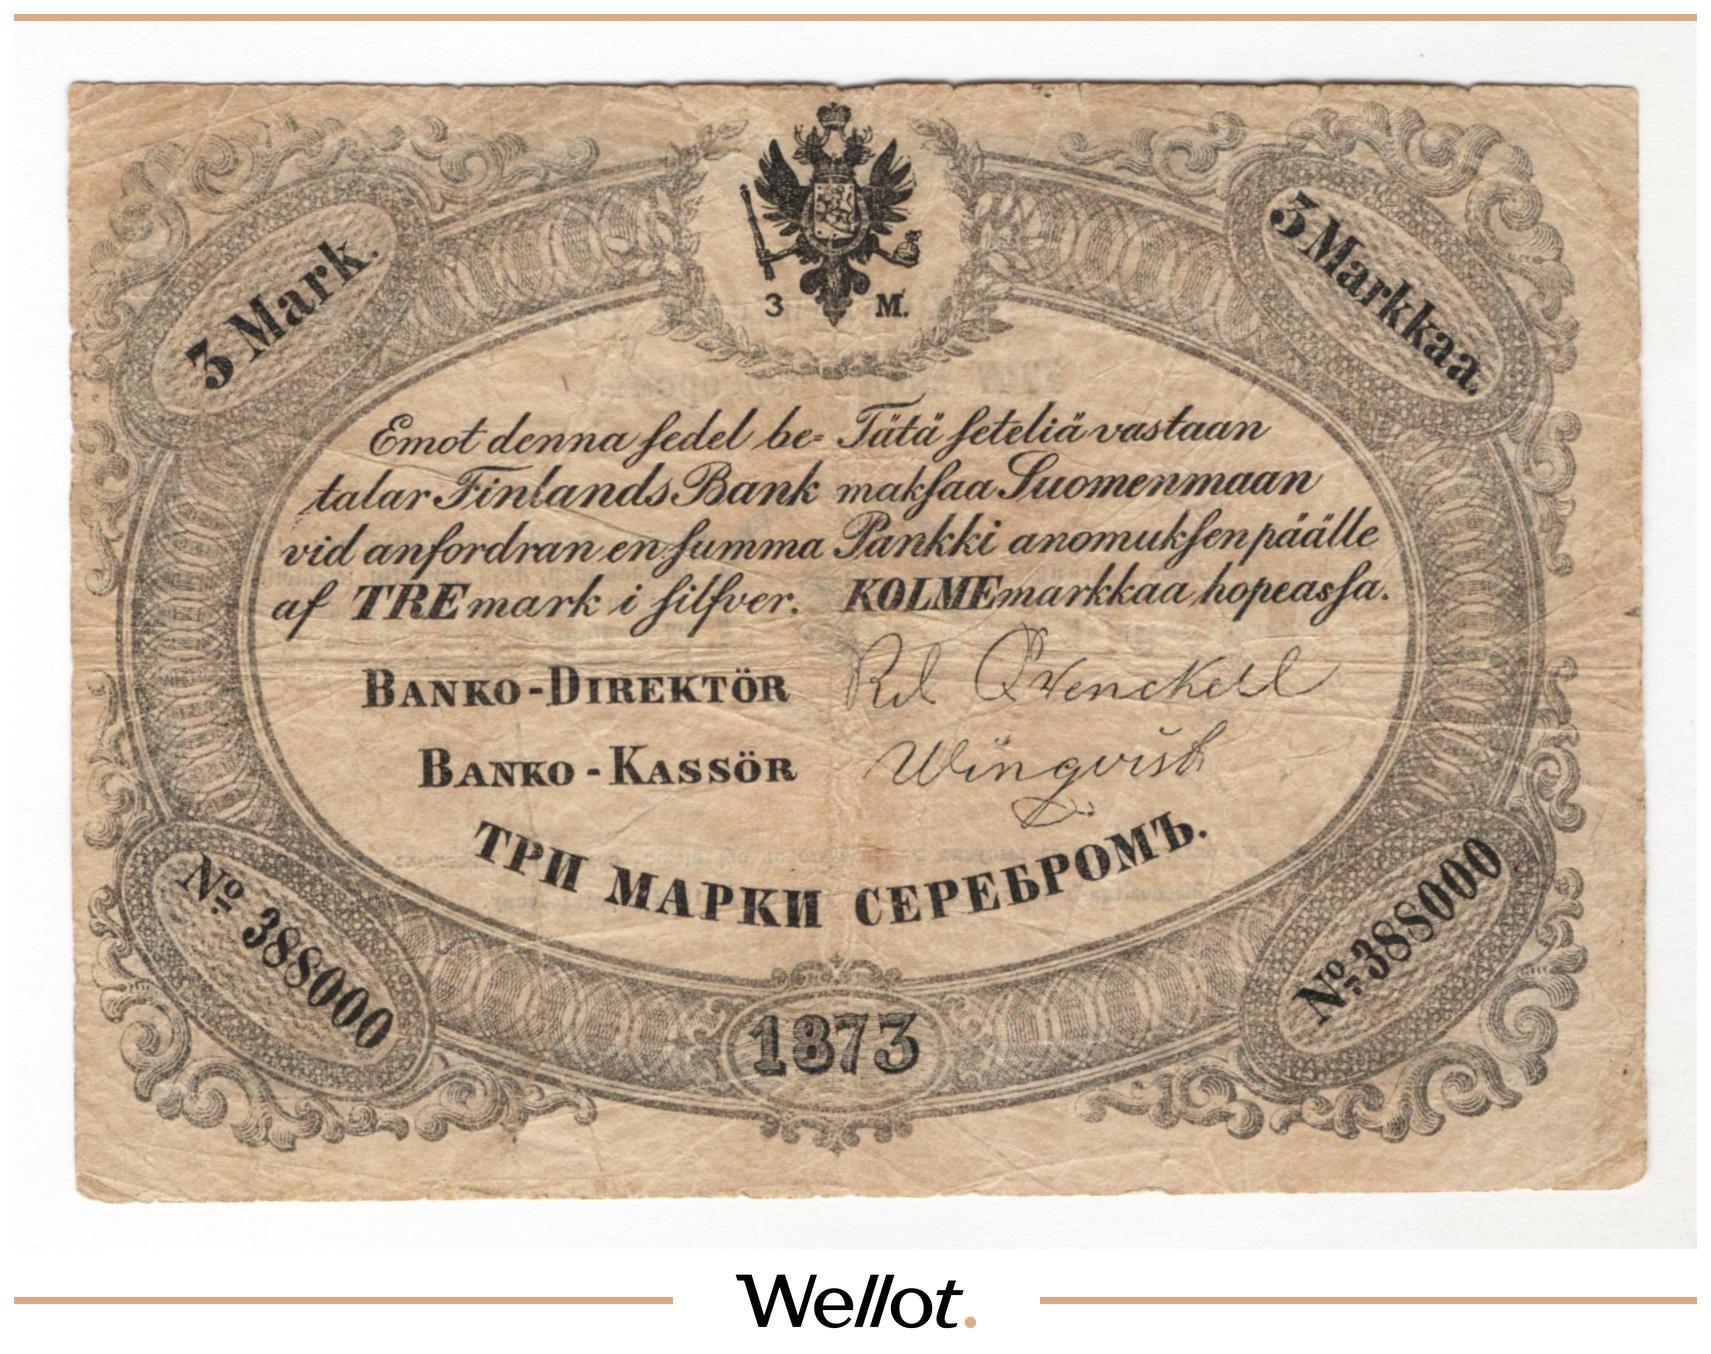 3 Mark.
3 Markkaa.
3 M.
Emot denna sedel be= Tätä seteliä vastaan
talar Finlands Bank maksaa Suomenmaan
vid anfordran en summa Pankki anomuksen päälle
af TRE mark i silfver. KOLME markkaa hopeassa.
BANKO-DIREKTÖR
BANKO-KASSÖR Winqvist
ТРИ МАРКИ СЕРЕБРОМЪ.
No 388000
No 388000
1873
Wellot.